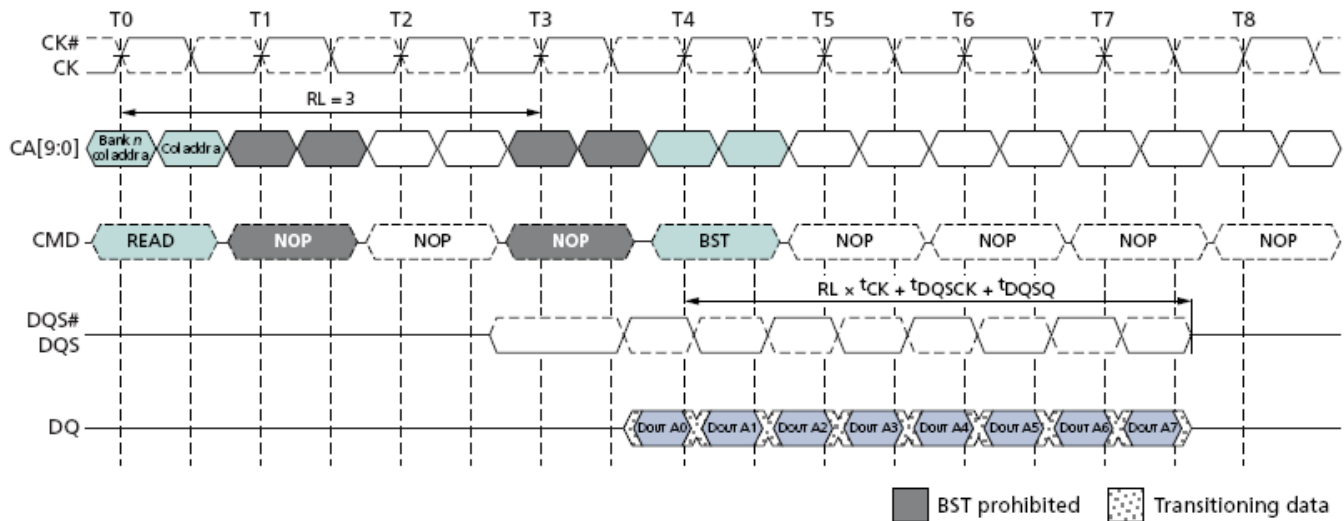 T0 T1 T2 T3 T4 T5 T6 T7 T8
CK#
CK
RL = 3
CA[9:0] Bank n col addr a Col addr a
CMD READ NOP NOP NOP BST NOP NOP NOP NOP
RL × tCK + tDQSCK + tDQSQ
DQS#
DQS
DQ DOUT A0 DOUT A1 DOUT A2 DOUT A3 DOUT A4 DOUT A5 DOUT A6 DOUT A7
BST prohibited Transitioning data